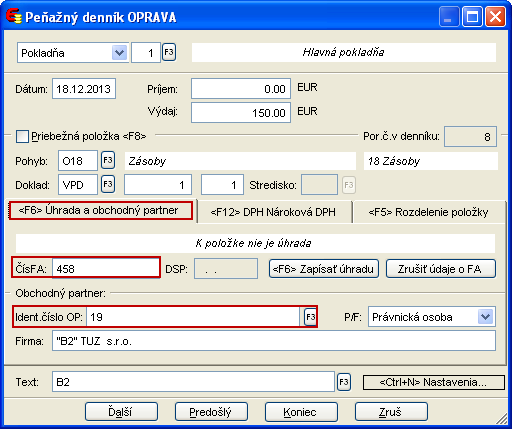 Peňažný denník OPRAVA
Pokladňa 1 F3 Hlavná pokladňa
Dátum: 18.12.2013 Príjem: 0.00 EUR
Výdaj: 150.00 EUR
Priebežná položka <F8> Por.č.v denníku: 8
Pohyb: O18 F3 Zásoby 18 Zásoby
Doklad: VPD F3 1 1 Stredisko: F3
<F6> Úhrada a obchodný partner <F12> DPH Nároková DPH <F5> Rozdelenie položky
K položke nie je úhrada
ČísFA: 458 DSP: . . <F6> Zapísať úhradu Zrušiť údaje o FA
Obchodný partner:
Ident.číslo OP: 19 F3 P/F: Právnická osoba
Firma: "B2" TUZ s.r.o.
Text: B2 F3 <Ctrl+N> Nastavenia...
Ďalší Predošlý Koniec Zruš